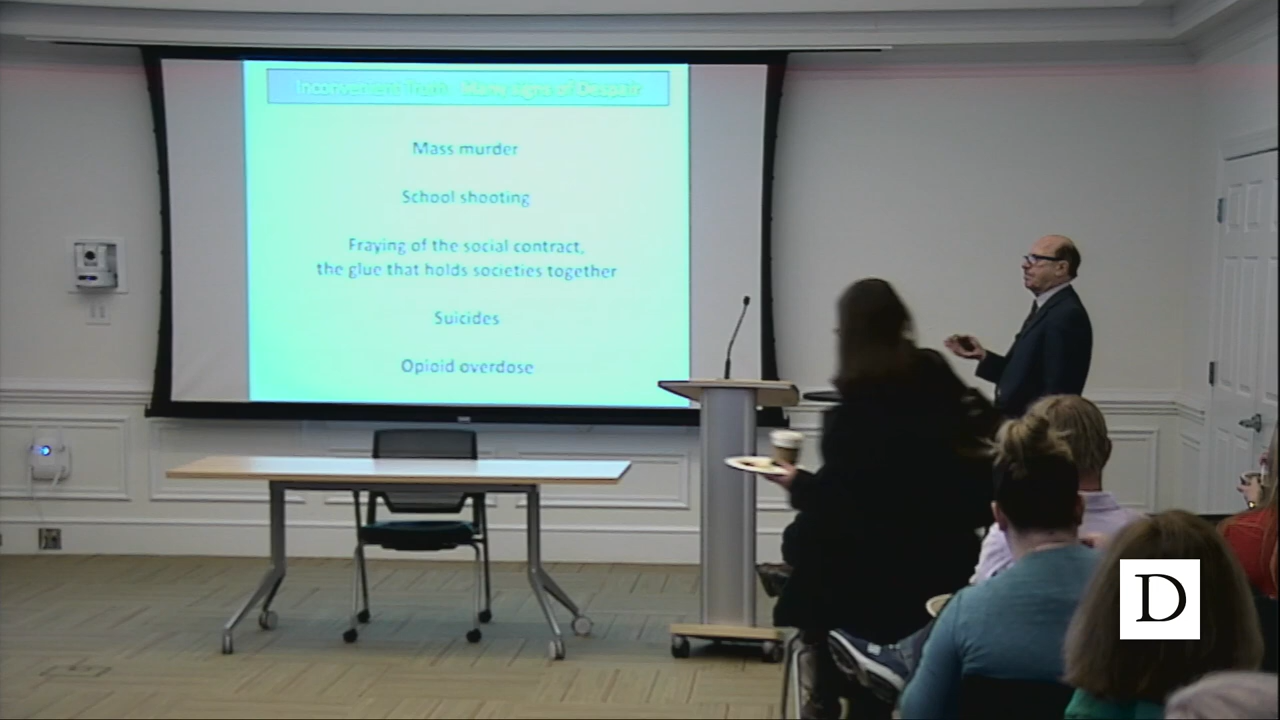 Inconvenient Truth - Many Signs of Despair
Mass murder
School shooting
Fraying of the social contract,
the glue that holds societies together
Suicides
Opioid overdose
D